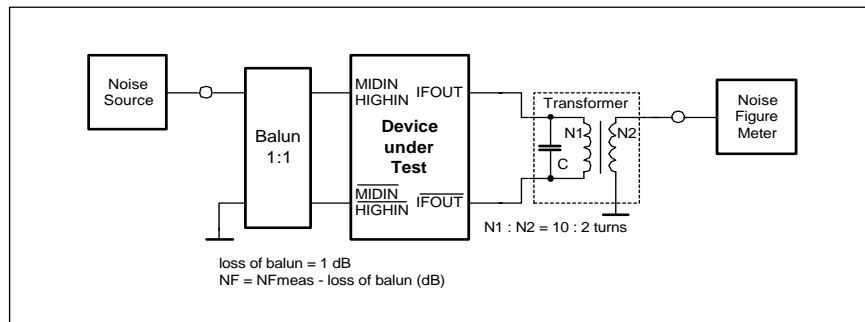 Noise
Source
Balun
1:1
MIDIN
HIGHIN
IFOUT
Device
under
Test
MIDIN
HIGHIN
IFOUT
Transformer
N1
N2
C
Noise
Figure
Meter
N1 : N2 = 10 : 2 turns
loss of balun = 1 dB
NF = NFmeas - loss of balun (dB)